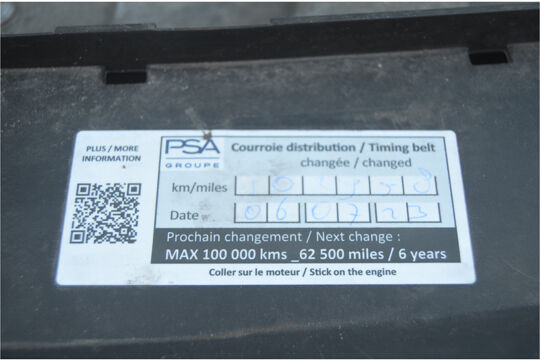 PLUS / MORE
INFORMATION
PSA
GROUPE
Courroie distribution / Timing belt
changée / changed
km/miles
Date 06 07 23
Prochain changement / Next change :
MAX 100 000 kms _62 500 miles / 6 years
Coller sur le moteur / Stick on the engine